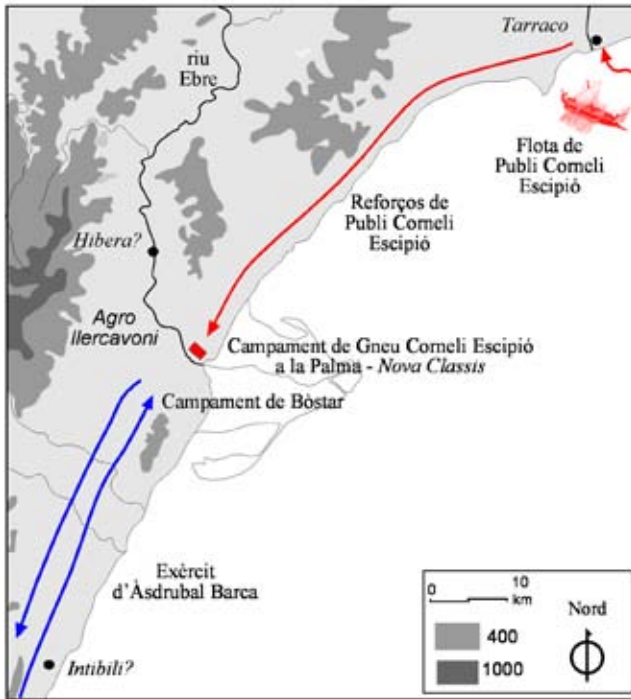 Tarraco
riu
Ebre
Flota de
Publi Corneli
Escipió
Reforços de
Publi Corneli
Escipió
Hibera?
Agro
Ilercavoni
Campament de Gneu Corneli Escipió
a la Palma - Nova Classis
Campament de Bòstar
Exèrcit
d'Àsdrubal Barca
Intibili?
0 10
km
Nord
400
1000